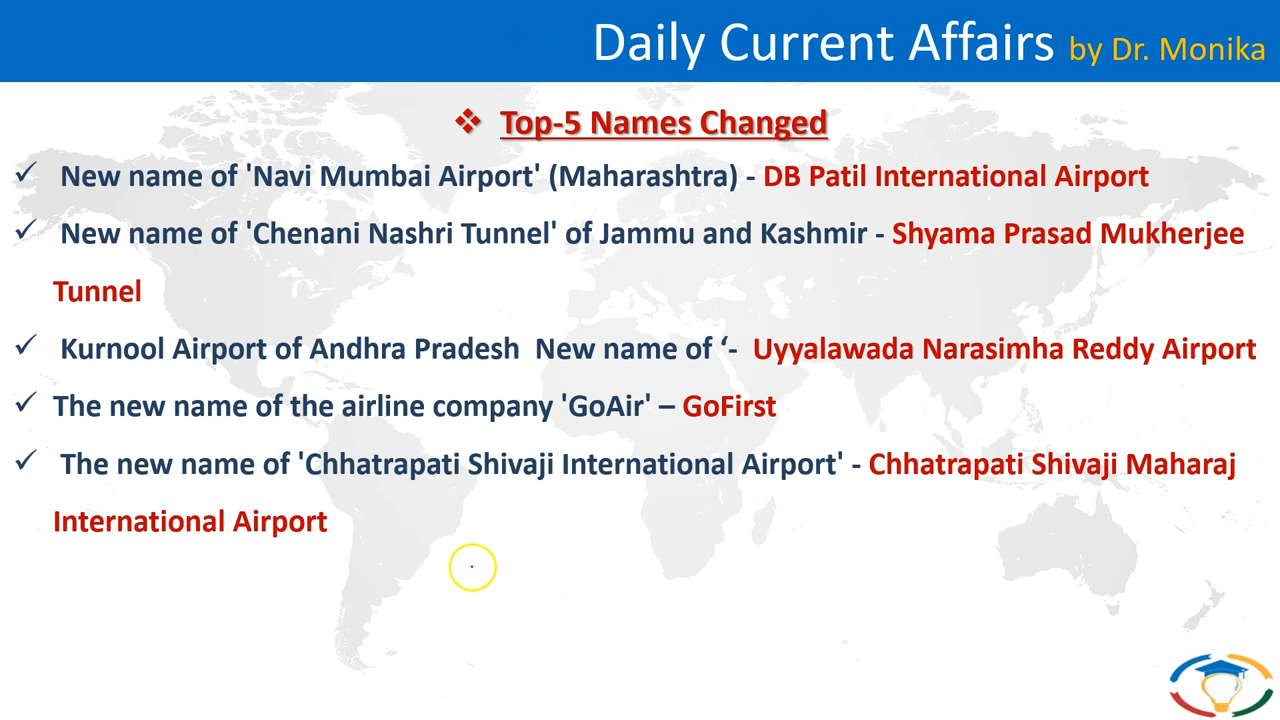 Daily Current Affairs by Dr. Monika
❖ Top-5 Names Changed
✓ New name of 'Navi Mumbai Airport' (Maharashtra) - DB Patil International Airport
✓ New name of 'Chenani Nashri Tunnel' of Jammu and Kashmir - Shyama Prasad Mukherjee
Tunnel
✓ Kurnool Airport of Andhra Pradesh New name of ‘- Uyyalawada Narasimha Reddy Airport
✓ The new name of the airline company 'GoAir' – GoFirst
✓ The new name of 'Chhatrapati Shivaji International Airport' - Chhatrapati Shivaji Maharaj
International Airport